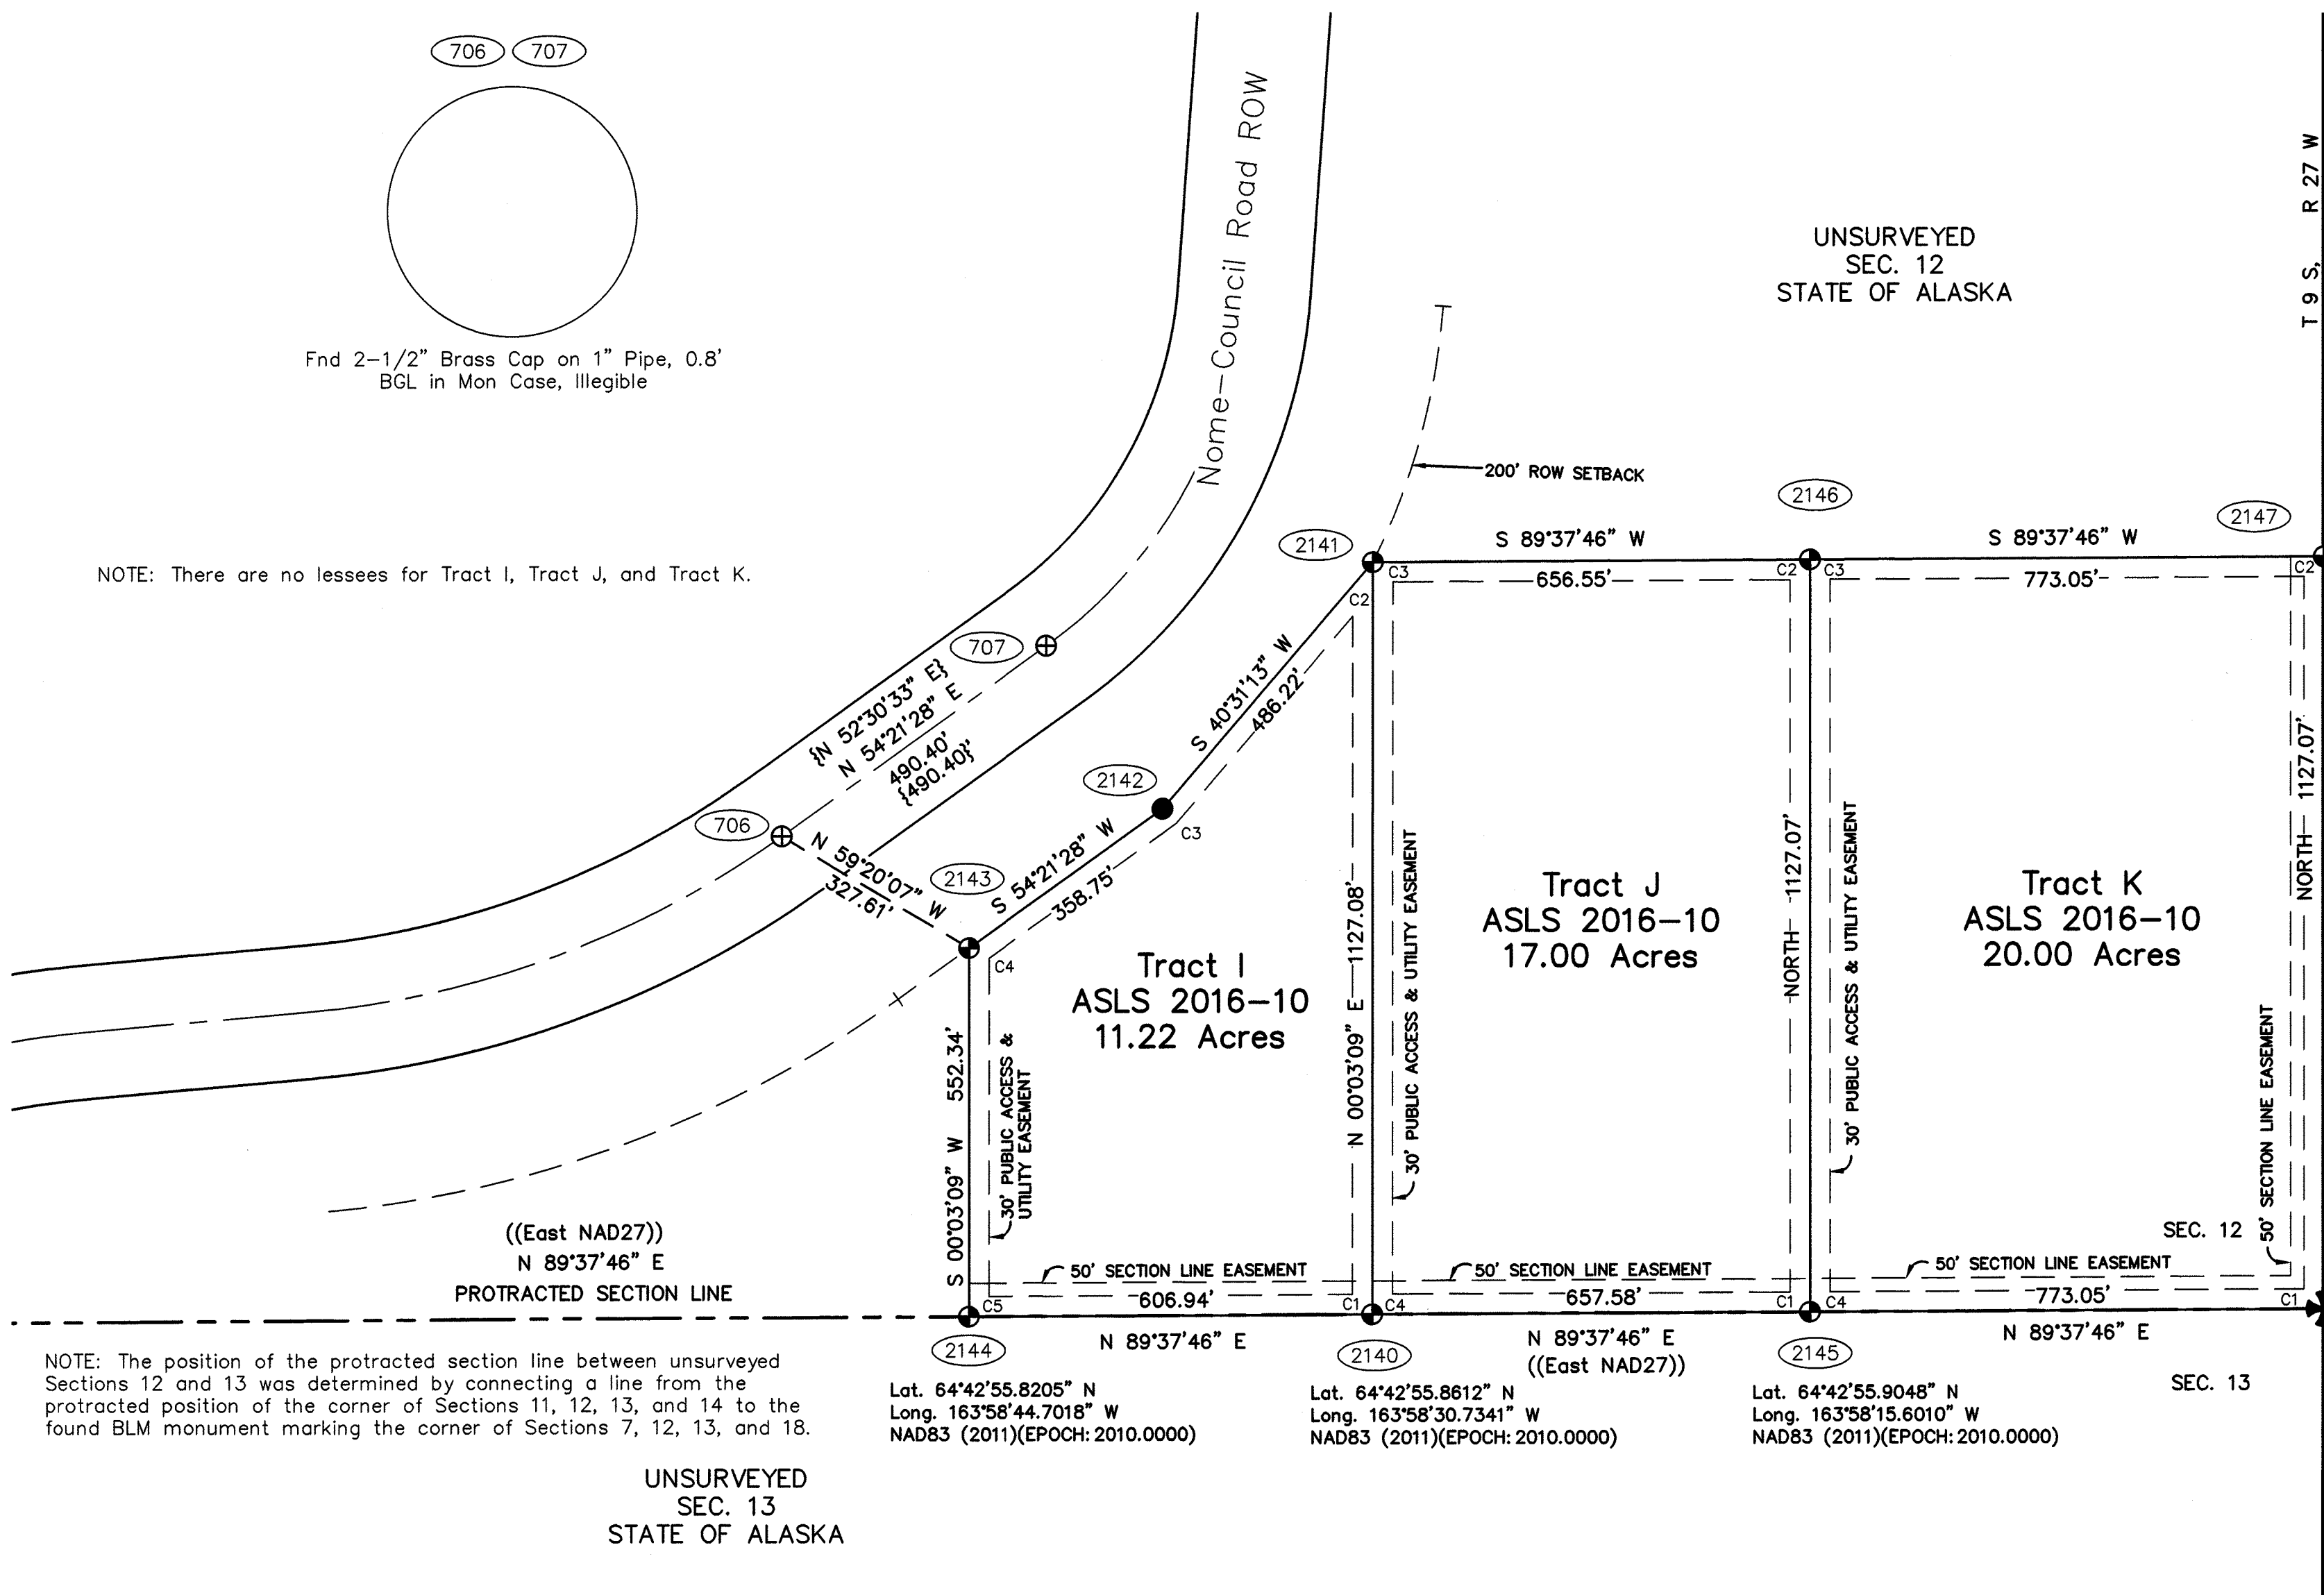 706 707
Fnd 2-1/2" Brass Cap on 1" Pipe, 0.8'
BGL in Mon Case, Illegible
Nome-Council Road ROW
UNSURVEYED
SEC. 12
STATE OF ALASKA
T 9 S, R 27 W
200' ROW SETBACK
NOTE: There are no lessees for Tract I, Tract J, and Tract K.
2141
2146
2147
S 89°37'46" W
656.55'
S 89°37'46" W
773.05'
C3
C2
C2
C3
C2
707
{N 52°30'33" E}
N 54°21'28" E
490.40'
{490.40}'
706
N 59°20'07" W
327.61'
2142
S 40°31'13" W
486.22'
C3
2143
S 54°21'28" W
358.75'
C4
Tract I
ASLS 2016-10
11.22 Acres
Tract J
ASLS 2016-10
17.00 Acres
Tract K
ASLS 2016-10
20.00 Acres
S 00°03'09" W 552.34'
30' PUBLIC ACCESS &
UTILITY EASEMENT
N 00°03'09" E 1127.08'
30' PUBLIC ACCESS & UTILITY EASEMENT
NORTH 1127.07'
30' PUBLIC ACCESS & UTILITY EASEMENT
50' SECTION LINE EASEMENT
NORTH 1127.07'
SEC. 12
50' SECTION LINE EASEMENT
50' SECTION LINE EASEMENT
50' SECTION LINE EASEMENT
C5
606.94'
C1
C4
657.58'
C1
C4
773.05'
C1
((East NAD27))
N 89°37'46" E
PROTRACTED SECTION LINE
N 89°37'46" E
N 89°37'46" E
((East NAD27))
N 89°37'46" E
SEC. 13
2144
Lat. 64°42'55.8205" N
Long. 163°58'44.7018" W
NAD83 (2011)(EPOCH: 2010.0000)
2140
Lat. 64°42'55.8612" N
Long. 163°58'30.7341" W
NAD83 (2011)(EPOCH: 2010.0000)
2145
Lat. 64°42'55.9048" N
Long. 163°58'15.6010" W
NAD83 (2011)(EPOCH: 2010.0000)
NOTE: The position of the protracted section line between unsurveyed
Sections 12 and 13 was determined by connecting a line from the
protracted position of the corner of Sections 11, 12, 13, and 14 to the
found BLM monument marking the corner of Sections 7, 12, 13, and 18.
UNSURVEYED
SEC. 13
STATE OF ALASKA